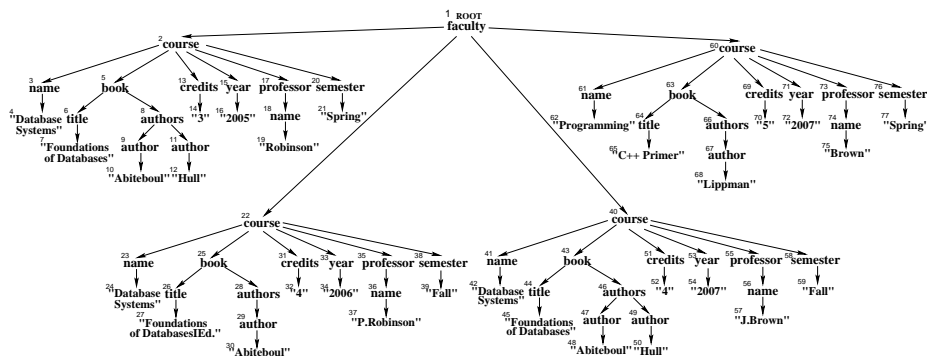 1 ROOT
faculty
2
course
3
name
4 "Database
Systems"
5
book
6
title
7
"Foundations
of Databases"
8
authors
9
author
10 "Abiteboul"
11
author
12 "Hull"
13
credits
14 "3"
15
year
16 "2005"
17
professor
18
name
19 "Robinson"
20
semester
21 "Spring"
60
course
61
name
62 "Programming"
63
book
64
title
65
"C++ Primer"
66
authors
67
author
68 "Lippman"
69
credits
70 "5"
71
year
72 "2007"
73
professor
74
name
75
"Brown"
76
semester
77 "Spring"
22
course
23
name
24 "Database
Systems"
25
book
26
title
27
"Foundations
of DatabasesIEd."
28
authors
29
author
30 "Abiteboul"
31
credits
32 "4"
33
year
34 "2006"
35
professor
36
name
37
"P.Robinson"
38
semester
39 "Fall"
40
course
41
name
42 "Database
Systems"
43
book
44
title
45
"Foundations
of Databases"
46
authors
47
author
48 "Abiteboul"
49
author
50 "Hull"
51
credits
52 "4"
53
year
54 "2007"
55
professor
56
name
57 "J.Brown"
58
semester
59 "Fall"